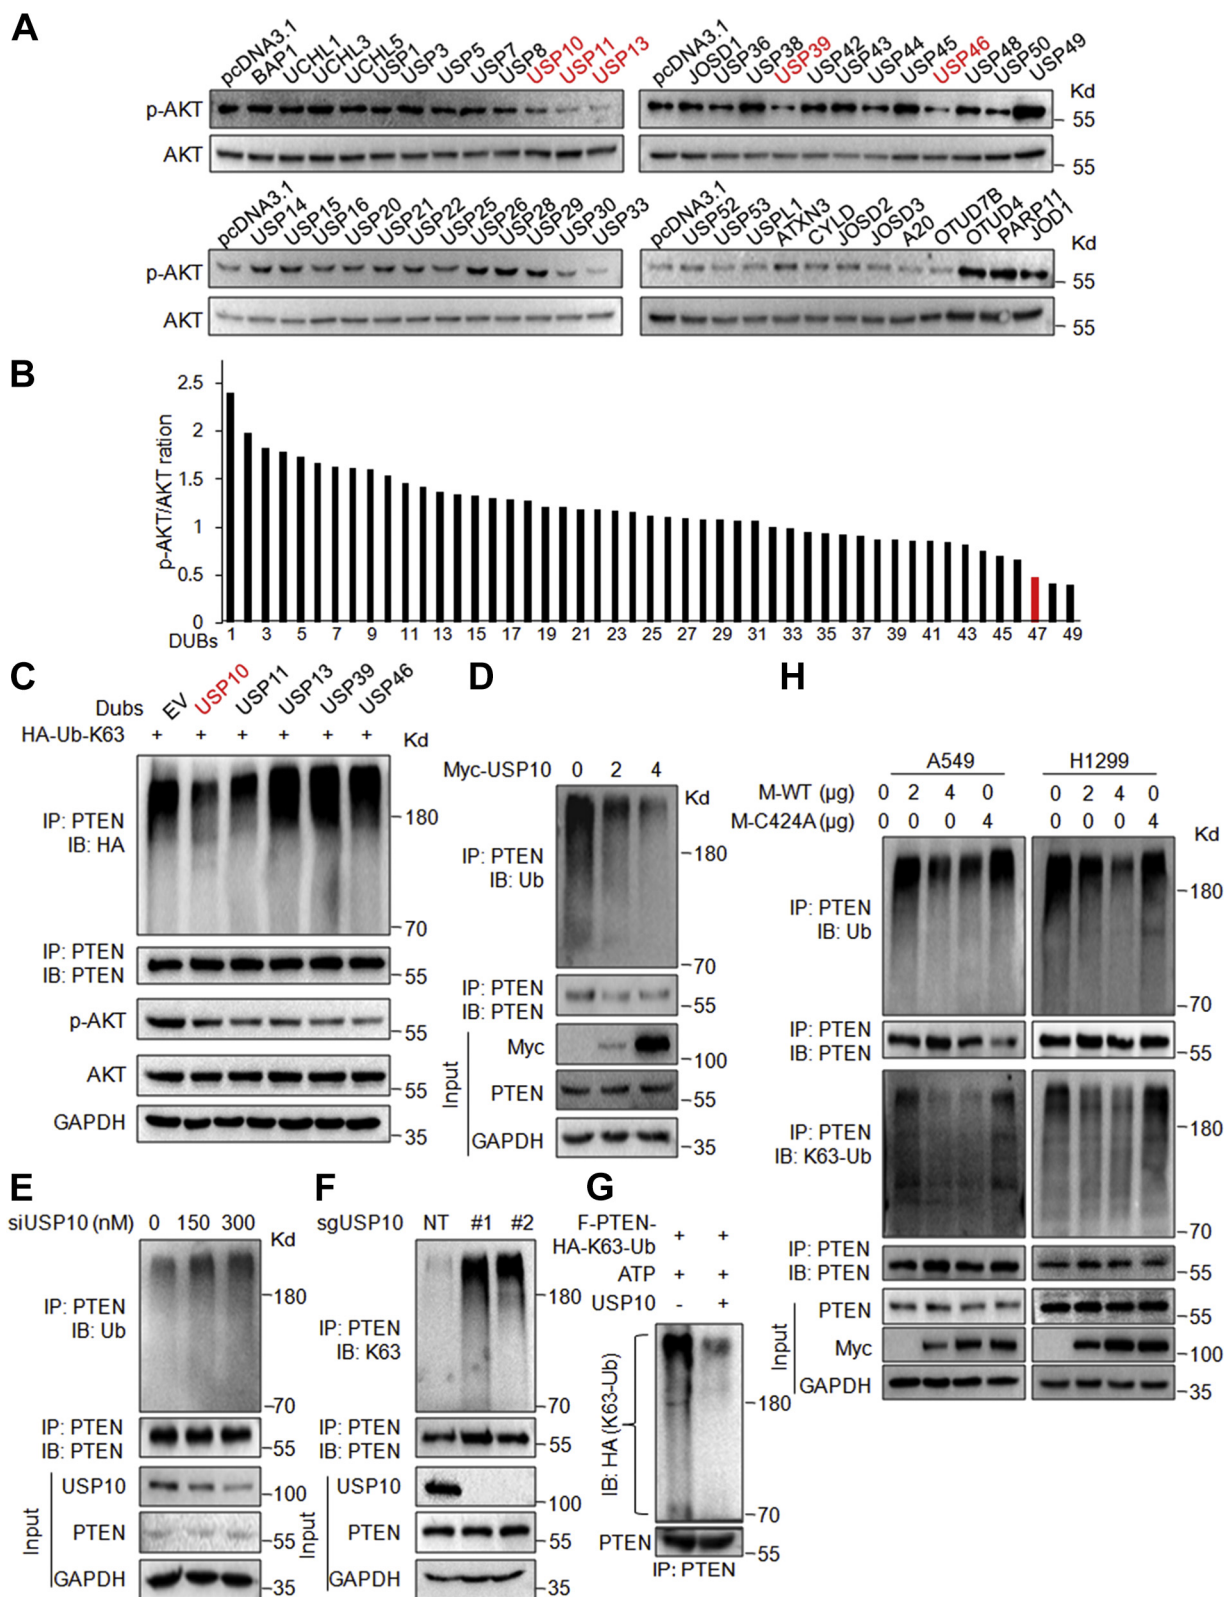 A
pcDNA3.1 BAP1 UCHL1 UCHL3 UCHL5 USP1 USP3 USP5 USP7 USP8 USP10 USP11 USP13
pcDNA3.1 JOSD1 USP36 USP38 USP39 USP42 USP43 USP44 USP45 USP46 USP48 USP50 USP49
Kd
p-AKT
55
AKT
55
pcDNA3.1 USP14 USP15 USP16 USP20 USP21 USP22 USP25 USP26 USP28 USP29 USP30 USP33
pcDNA3.1 USP52 USP53 USPL1 ATXN3 CYLD JOSD2 JOSD3 A20 OTUD7B OTUD4 PARP11 JOD1
Kd
p-AKT
55
AKT
55
B
p-AKT/AKT ration
2.5
2
1.5
1
0.5
0
DUBs
1 3 5 7 9 11 13 15 17 19 21 23 25 27 29 31 33 35 37 39 41 43 45 47 49
C
Dubs EV USP10 USP11 USP13 USP39 USP46
HA-Ub-K63 + + + + + +
Kd
IP: PTEN
IB: HA
180
70
IP: PTEN
IB: PTEN
55
p-AKT
55
AKT
55
GAPDH
35
D
Myc-USP10 0 2 4
Kd
IP: PTEN
IB: Ub
180
70
IP: PTEN
IB: PTEN
55
Input
Myc
100
PTEN
55
GAPDH
35
H
A549 H1299
M-WT (µg) 0 2 4 0 0 2 4 0
M-C424A (µg) 0 0 0 4 0 0 0 4
Kd
IP: PTEN
IB: Ub
180
70
IP: PTEN
IB: PTEN
55
IP: PTEN
IB: K63-Ub
180
70
IP: PTEN
IB: PTEN
55
Input
PTEN
55
Myc
100
GAPDH
35
E
siUSP10 (nM) 0 150 300
Kd
IP: PTEN
IB: Ub
180
70
IP: PTEN
IB: PTEN
55
Input
USP10
100
PTEN
55
GAPDH
35
F
sgUSP10 NT #1 #2
IP: PTEN
IB: K63
180
70
IP: PTEN
IB: PTEN
55
Input
USP10
100
PTEN
55
GAPDH
35
G
F-PTEN-
HA-K63-Ub + +
ATP + +
USP10 - +
IB: HA (K63-Ub)
180
70
PTEN
55
IP: PTEN